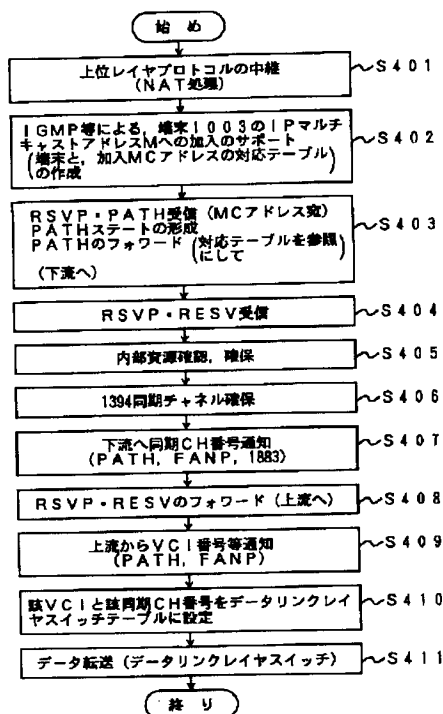 始め
上位レイヤプロトコルの中継
(NAT処理)
S401
IGMP等による,端末1003のIPマルチ
キャストアドレスMへの加入のサポート
(端末と,加入MCアドレスの対応テーブル)
の作成
S402
RSVP・PATH受信(MCアドレス宛)
PATHステートの形成
PATHのフォワード(対応テーブルを参照
にして)
(下流へ)
S403
RSVP・RESV受信
S404
内部資源確認,確保
S405
1394同期チャネル確保
S406
下流へ同期CH番号通知
(PATH,FANP,1883)
S407
RSVP・RESVのフォワード(上流へ)
S408
上流からVCI番号等通知
(PATH,FANP)
S409
該VCIと該同期CH番号をデータリンクレイ
ヤスイッチテーブルに設定
S410
データ転送(データリンクレイヤスイッチ)
S411
終り